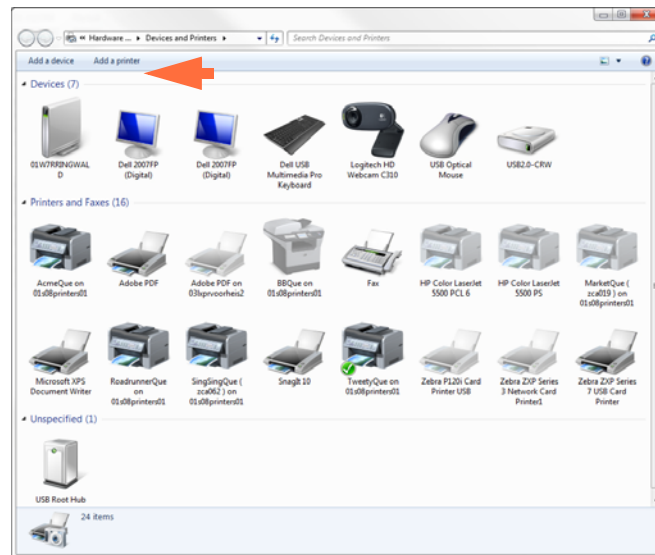 Hardware ... Devices and Printers Search Devices and Printers
Add a device Add a printer
Devices (7)
01W7RRINGWAL
D
Dell 2007FP
(Digital)
Dell 2007FP
(Digital)
Dell USB
Multimedia Pro
Keyboard
Logitech HD
Webcam C310
USB Optical
Mouse
USB2.0-CRW
Printers and Faxes (16)
AcmeQue on
01s08printers01
Adobe PDF
Adobe PDF on
03lxprvoorheis2
BBQue on
01s08printers01
Fax
HP Color LaserJet
5500 PCL 6
HP Color LaserJet
5500 PS
MarketQue (
zca019 ) on
01s08printers01
Microsoft XPS
Document Writer
RoadrunnerQue
on
01s08printers01
SingSingQue (
zca062 ) on
01s08printers01
SnagIt 10
TweetyQue on
01s08printers01
Zebra P120i Card
Printer USB
Zebra ZXP Series
3 Network Card
Printer1
Zebra ZXP Series
7 USB Card
Printer
Unspecified (1)
USB Root Hub
24 items